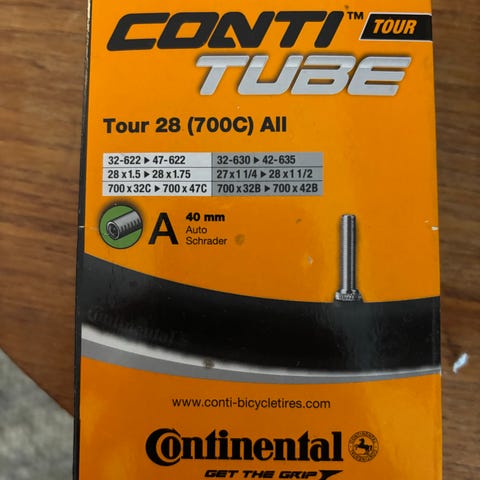 CONTI™ TOUR
TUBE
Tour 28 (700C) All
32-622 ▸ 47-622 32-630 ▸ 42-635
28 x 1.5 ▸ 28 x 1.75 27 x 1 1/4 ▸ 28 x 1 1/2
700 x 32C ▸ 700 x 47C 700 x 32B ▸ 700 x 42B
A 40 mm
Auto
Schrader
Continental
www.conti-bicycletires.com
Continental
GET THE GRIP